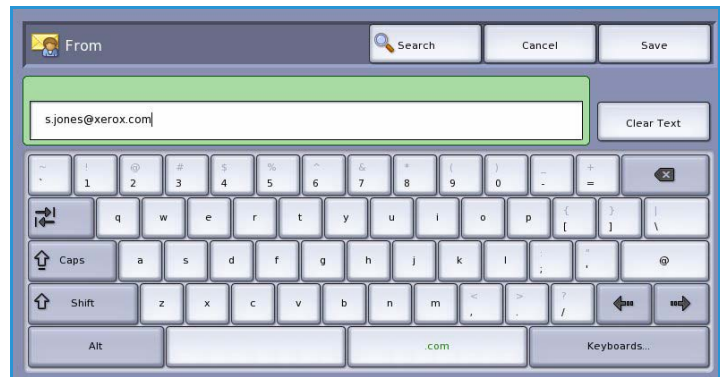 From Search Cancel Save
s.jones@xerox.com
Clear Text
~ ! @ # $ % ^ & * ( ) _ +
` 1 2 3 4 5 6 7 8 9 0 - =
q w e r t y u i o p { [ } ] | \
Caps a s d f g h j k l : ; " ' @
Shift z x c v b n m < , > . ? /
Alt .com Keyboards...